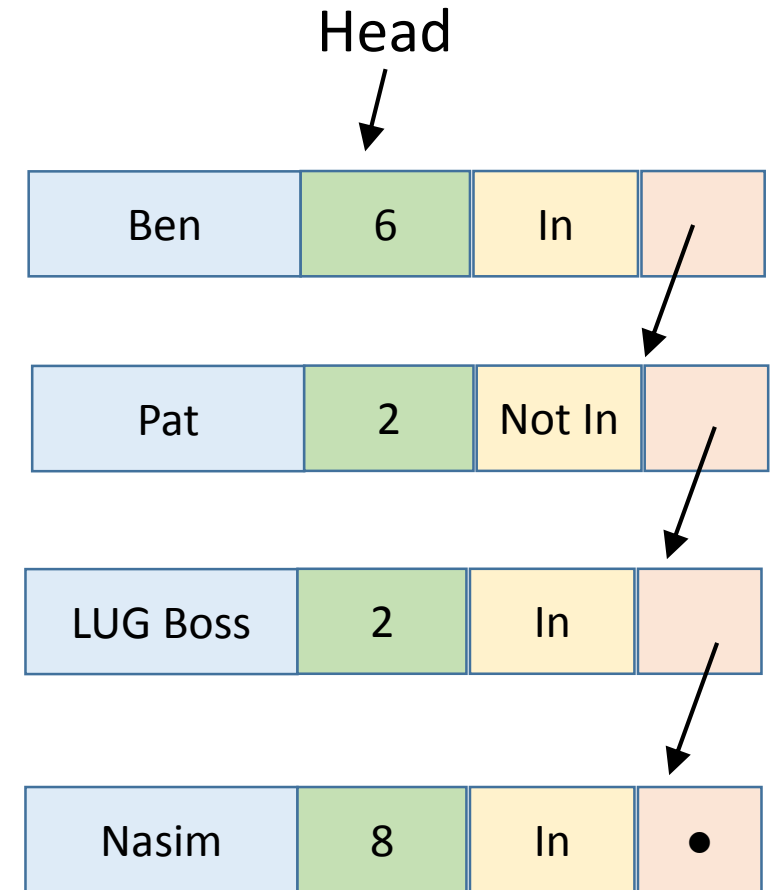 Head
Ben 6 In
Pat 2 Not In
LUG Boss 2 In
Nasim 8 In •